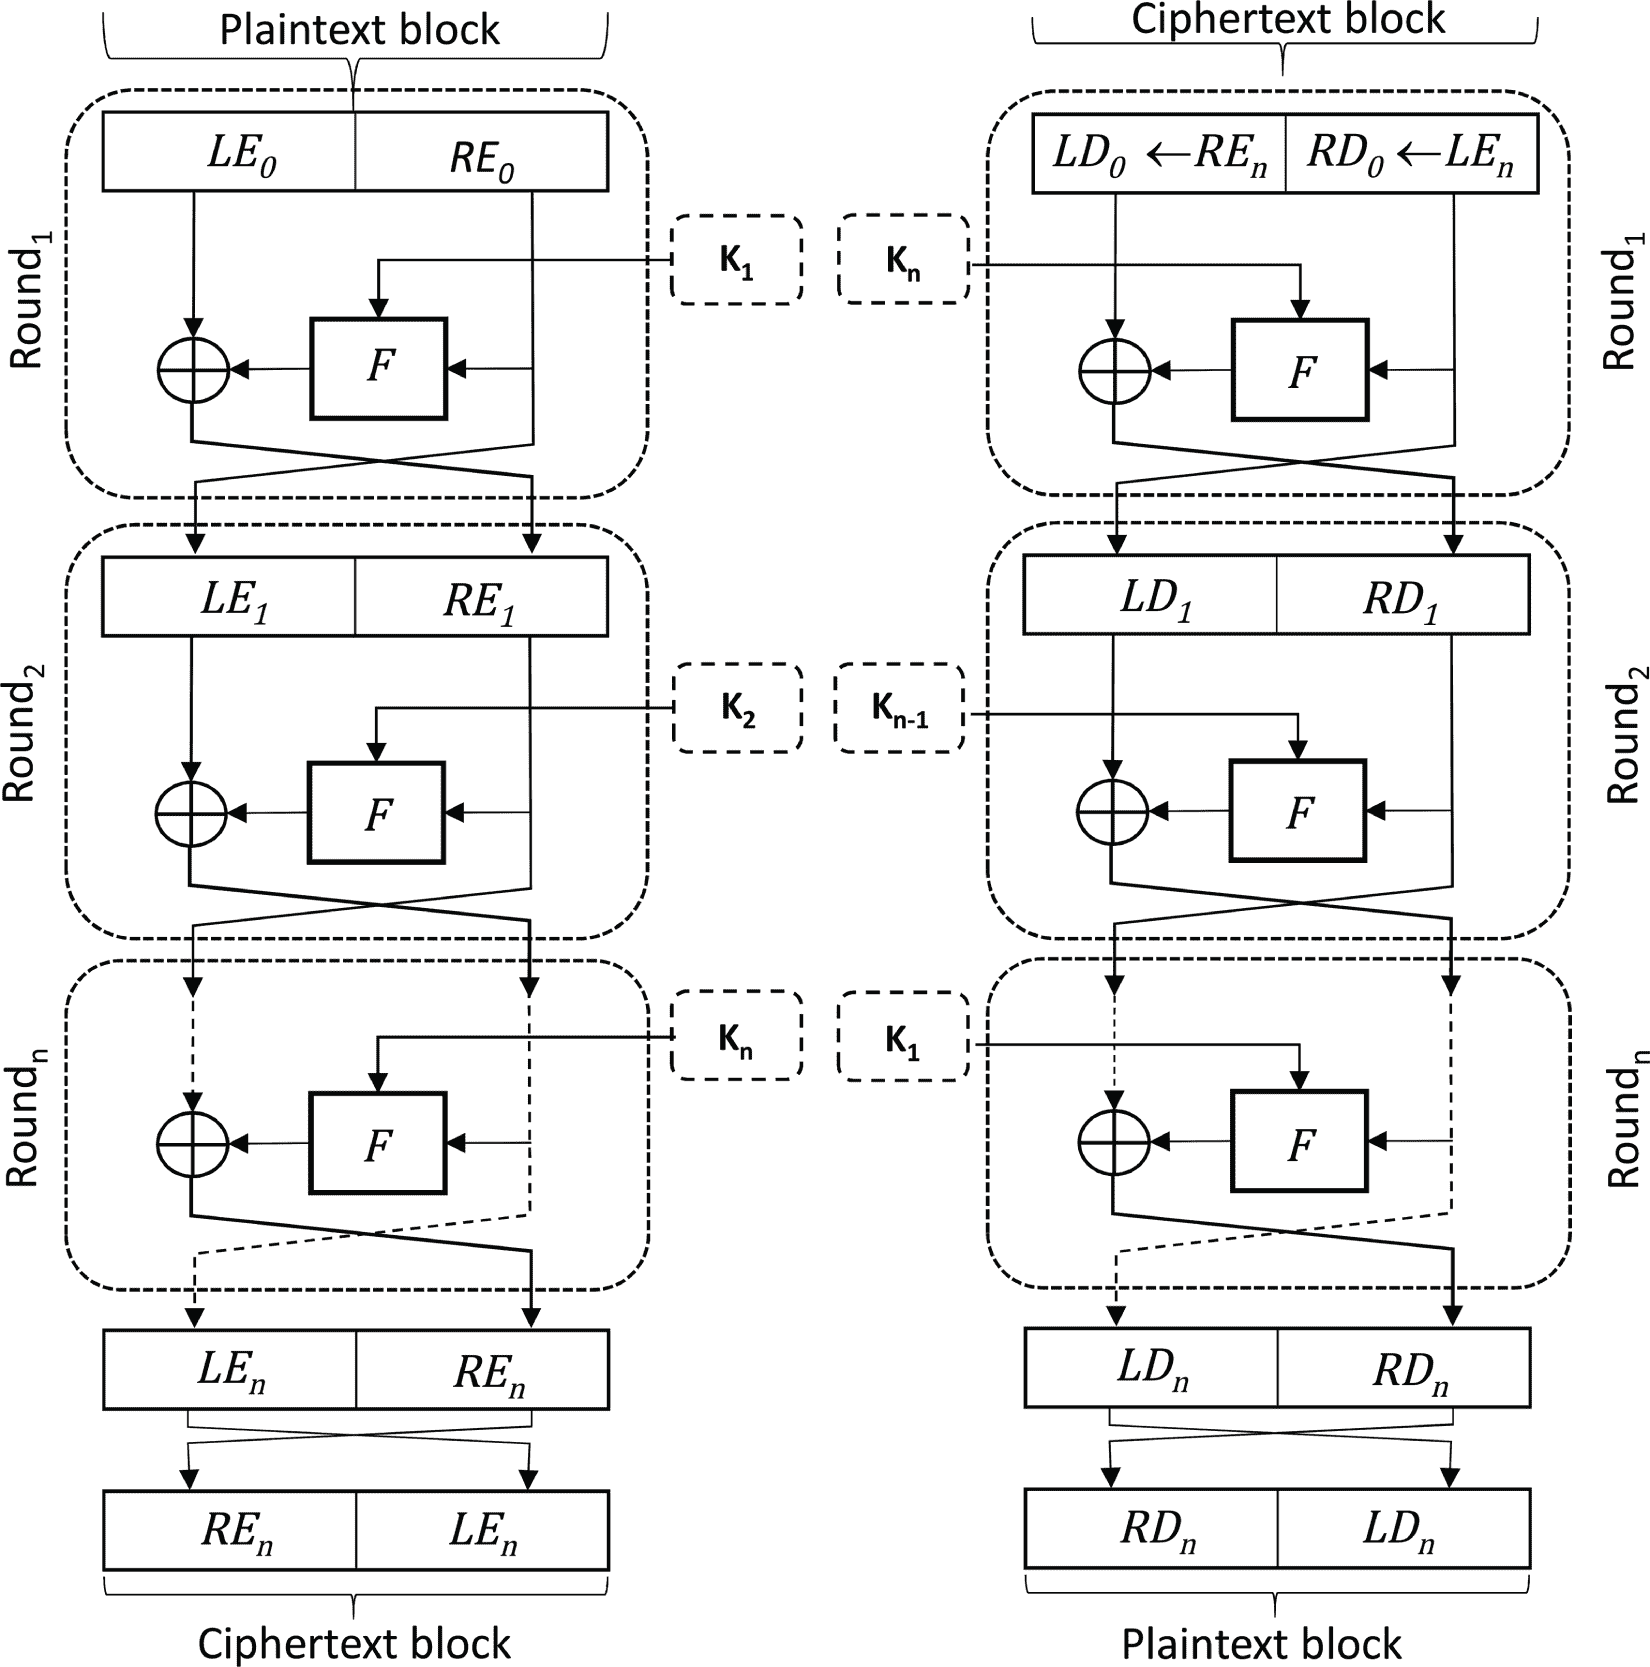 Plaintext block
LE₀ RE₀
Round₁
K₁
F
LE₁ RE₁
Round₂
K₂
F
Roundₙ
Kₙ
F
LEₙ REₙ
REₙ LEₙ
Ciphertext block
Ciphertext block
LD₀ ←REₙ RD₀ ←LEₙ
Kₙ
Round₁
F
LD₁ RD₁
Kₙ₋₁
Round₂
F
K₁
Roundₙ
F
LDₙ RDₙ
RDₙ LDₙ
Plaintext block